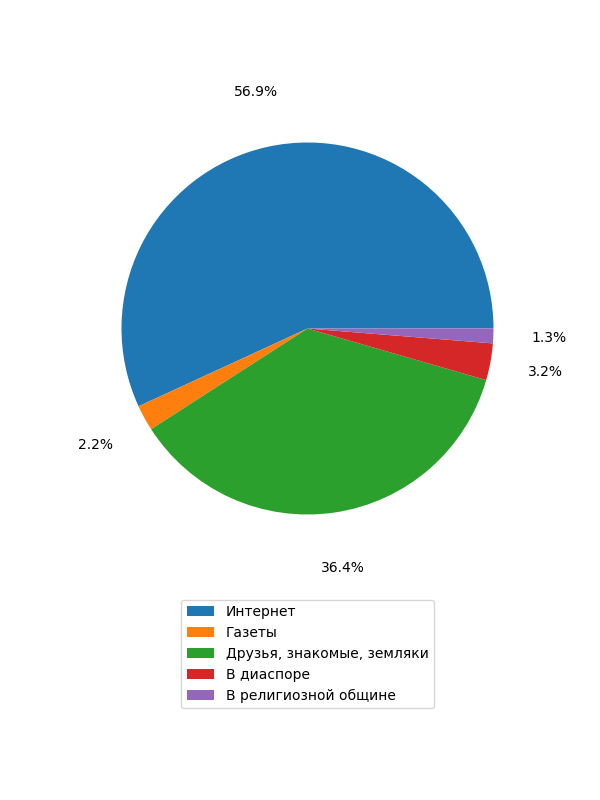 56.9%
1.3%
3.2%
2.2%
36.4%
Интернет
Газеты
Друзья, знакомые, земляки
В диаспоре
В религиозной общине